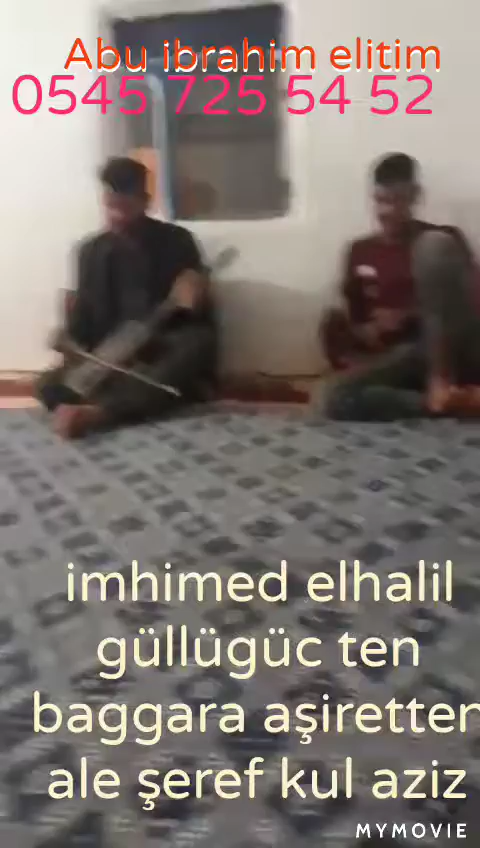 Abu ibrahim elitim
0545 725 54 52
imhimed elhalil
güllügüc ten
baggara aşiretten
ale şeref kul aziz
MYMOVIE